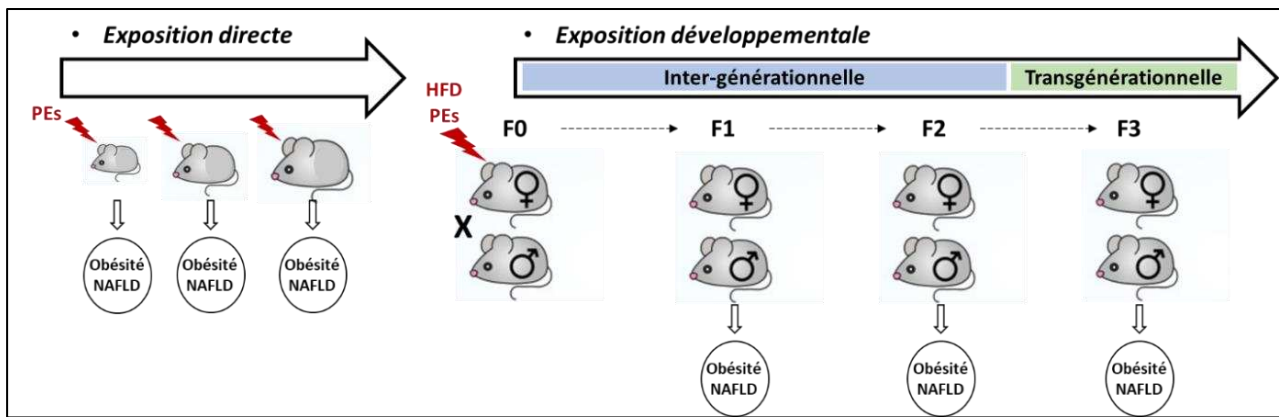 • Exposition directe
PEs
Obésité
NAFLD
Obésité
NAFLD
Obésité
NAFLD
• Exposition développementale
Inter-générationnelle
Transgénérationnelle
HFD
PEs
F0
F1
F2
F3
♀
♀
♀
♀
X
♂
♂
♂
♂
Obésité
NAFLD
Obésité
NAFLD
Obésité
NAFLD